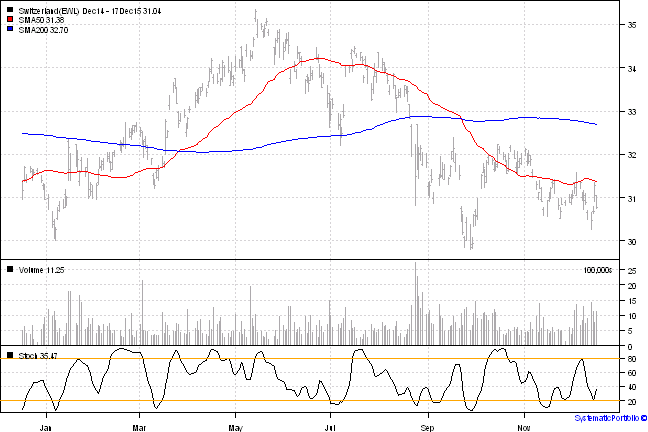 Switzerland(EWL) Dec14 - 17Dec15 31.04
SMA50 31.38
SMA200 32.70
35
34
33
32
31
30
Volume 11.25
100,000s
25
20
15
10
5
0
Stoch 35.47
80
60
40
20
Jan
Mar
May
Jul
Sep
Nov
SystematicPortfolio ©